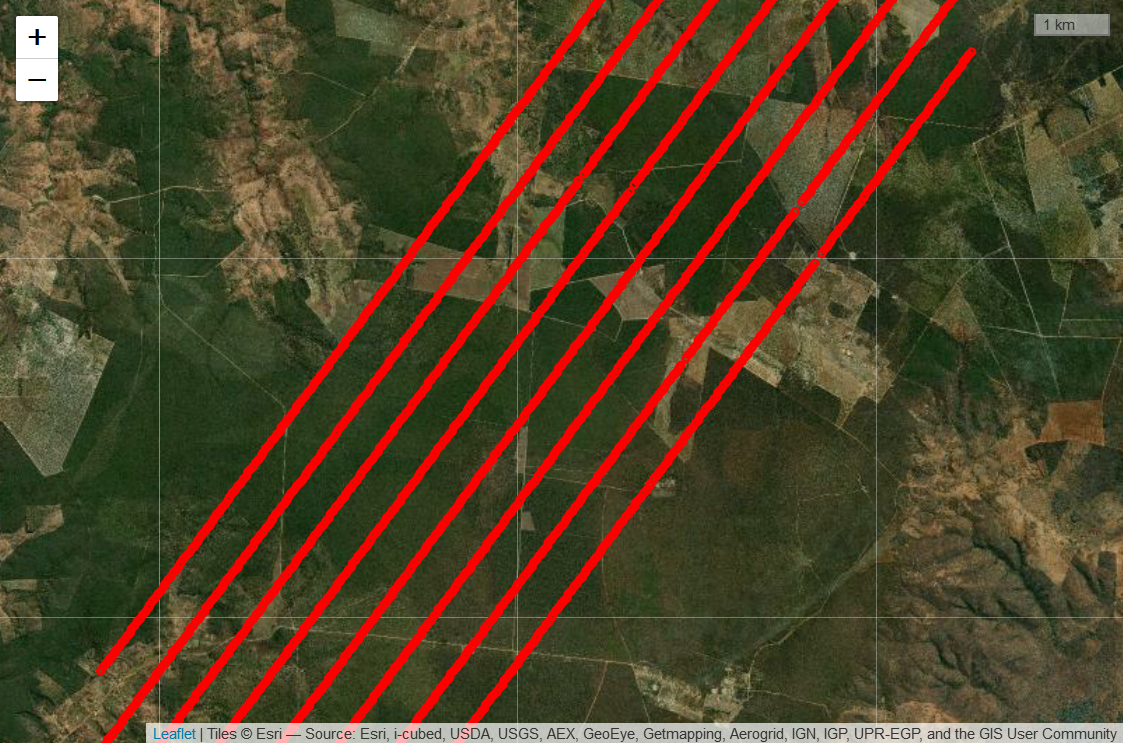 +
−
1 km
Leaflet | Tiles © Esri — Source: Esri, i-cubed, USDA, USGS, AEX, GeoEye, Getmapping, Aerogrid, IGN, IGP, UPR-EGP, and the GIS User Community